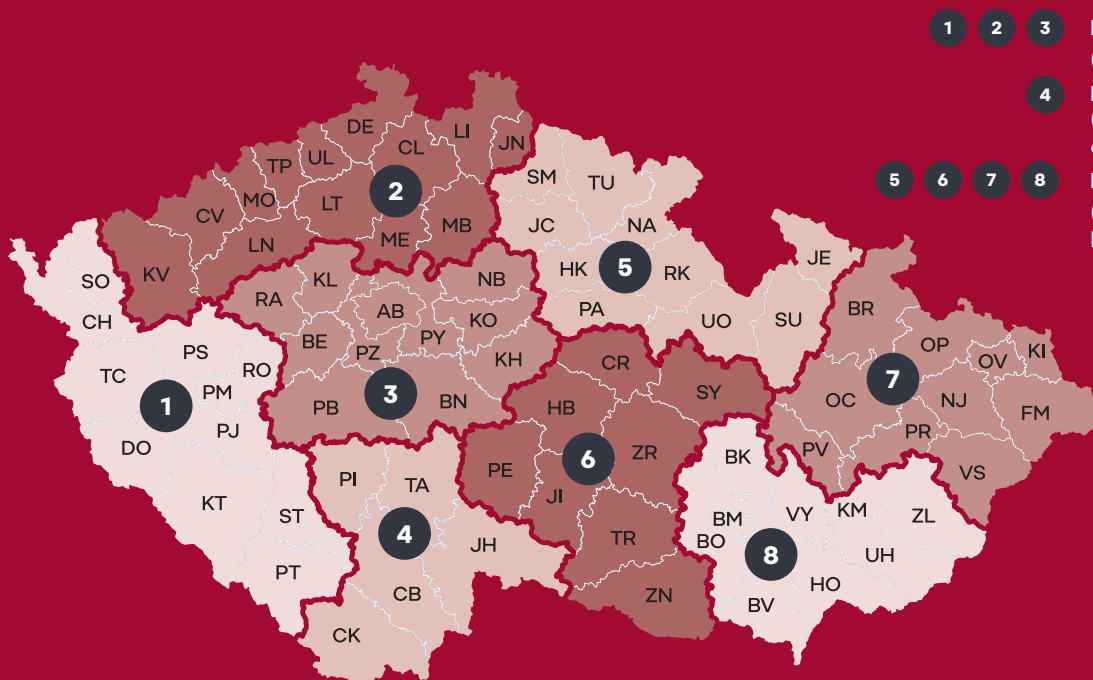 1 2 3
4
5 6 7 8
DE
LI
CL
JN
UL
TP
SM
TU
MO
LT
2
CV
JC
NA
MB
ME
LN
JE
HK
5
RK
KV
SO
KL
NB
RA
AB
PA
BR
CH
KO
UO
SU
BE
PY
OP
PS
PZ
KH
OV
KI
RO
CR
TC
7
PM
3
SY
1
PB
BN
HB
OC
NJ
FM
PJ
PR
DO
ZR
PV
BK
6
PE
VS
PI
TA
KT
JI
ST
BM
VY
KM
ZL
4
TR
BO
JH
8
UH
PT
HO
CB
ZN
BV
CK